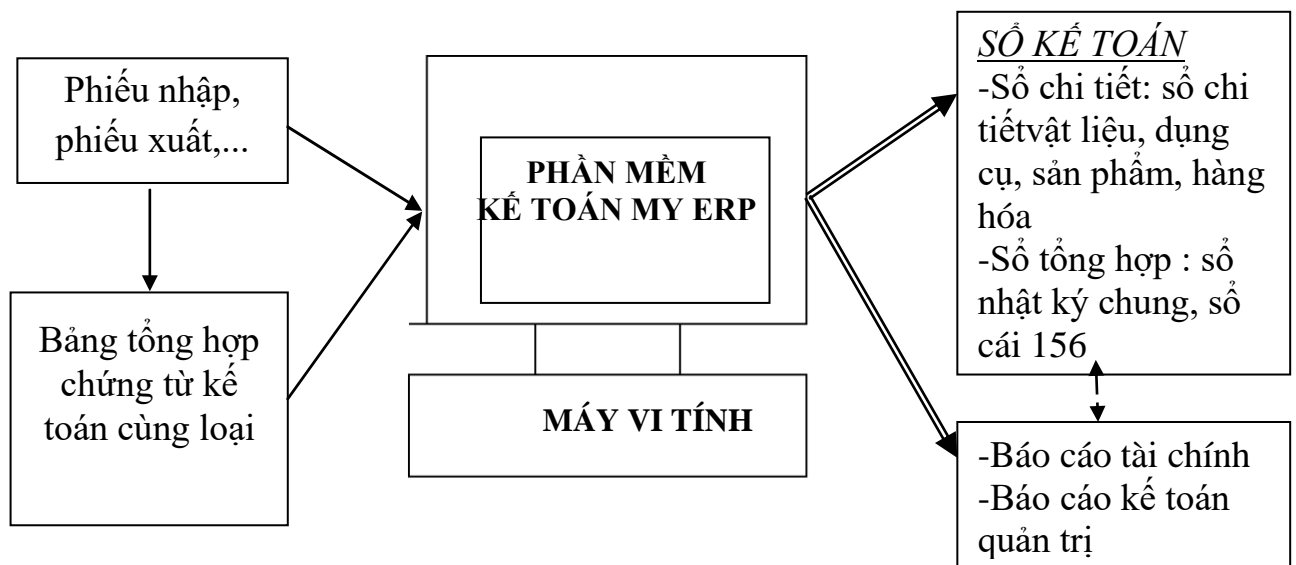 Phiếu nhập,
phiếu xuất,...
Bảng tổng hợp
chứng từ kế
toán cùng loại
PHẦN MỀM
KẾ TOÁN MY ERP
MÁY VI TÍNH
SỔ KẾ TOÁN
-Sổ chi tiết: sổ chi
tiếtvật liệu, dụng
cụ, sản phẩm, hàng
hóa
-Sổ tổng hợp : sổ
nhật ký chung, sổ
cái 156
-Báo cáo tài chính
-Báo cáo kế toán
quản trị